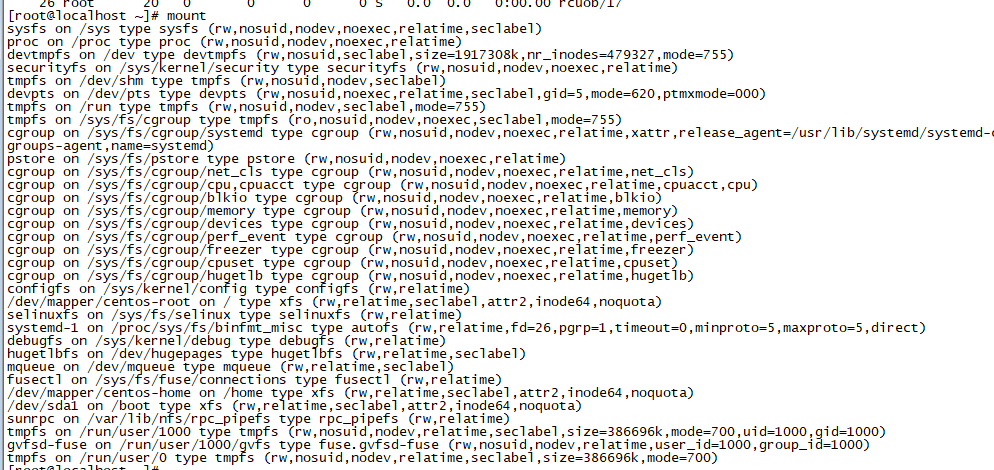 26 root 20 0 0 0 0 S 0.0 0.0 0:00.00 rcuob/17
[root@localhost ~]# mount
sysfs on /sys type sysfs (rw,nosuid,nodev,noexec,relatime,seclabel)
proc on /proc type proc (rw,nosuid,nodev,noexec,relatime)
devtmpfs on /dev type devtmpfs (rw,nosuid,seclabel,size=1917308k,nr_inodes=479327,mode=755)
securityfs on /sys/kernel/security type securityfs (rw,nosuid,nodev,noexec,relatime)
tmpfs on /dev/shm type tmpfs (rw,nosuid,nodev,seclabel)
devpts on /dev/pts type devpts (rw,nosuid,noexec,relatime,seclabel,gid=5,mode=620,ptmxmode=000)
tmpfs on /run type tmpfs (rw,nosuid,nodev,seclabel,mode=755)
tmpfs on /sys/fs/cgroup type tmpfs (ro,nosuid,nodev,noexec,seclabel,mode=755)
cgroup on /sys/fs/cgroup/systemd type cgroup (rw,nosuid,nodev,noexec,relatime,xattr,release_agent=/usr/lib/systemd/systemd-c
groups-agent,name=systemd)
pstore on /sys/fs/pstore type pstore (rw,nosuid,nodev,noexec,relatime)
cgroup on /sys/fs/cgroup/net_cls type cgroup (rw,nosuid,nodev,noexec,relatime,net_cls)
cgroup on /sys/fs/cgroup/cpu,cpuacct type cgroup (rw,nosuid,nodev,noexec,relatime,cpuacct,cpu)
cgroup on /sys/fs/cgroup/blkio type cgroup (rw,nosuid,nodev,noexec,relatime,blkio)
cgroup on /sys/fs/cgroup/memory type cgroup (rw,nosuid,nodev,noexec,relatime,memory)
cgroup on /sys/fs/cgroup/devices type cgroup (rw,nosuid,nodev,noexec,relatime,devices)
cgroup on /sys/fs/cgroup/perf_event type cgroup (rw,nosuid,nodev,noexec,relatime,perf_event)
cgroup on /sys/fs/cgroup/freezer type cgroup (rw,nosuid,nodev,noexec,relatime,freezer)
cgroup on /sys/fs/cgroup/cpuset type cgroup (rw,nosuid,nodev,noexec,relatime,cpuset)
cgroup on /sys/fs/cgroup/hugetlb type cgroup (rw,nosuid,nodev,noexec,relatime,hugetlb)
configfs on /sys/kernel/config type configfs (rw,relatime)
/dev/mapper/centos-root on / type xfs (rw,relatime,seclabel,attr2,inode64,noquota)
selinuxfs on /sys/fs/selinux type selinuxfs (rw,relatime)
systemd-1 on /proc/sys/fs/binfmt_misc type autofs (rw,relatime,fd=26,pgrp=1,timeout=0,minproto=5,maxproto=5,direct)
debugfs on /sys/kernel/debug type debugfs (rw,relatime)
hugetlbfs on /dev/hugepages type hugetlbfs (rw,relatime,seclabel)
mqueue on /dev/mqueue type mqueue (rw,relatime,seclabel)
fusectl on /sys/fs/fuse/connections type fusectl (rw,relatime)
/dev/mapper/centos-home on /home type xfs (rw,relatime,seclabel,attr2,inode64,noquota)
/dev/sda1 on /boot type xfs (rw,relatime,seclabel,attr2,inode64,noquota)
sunrpc on /var/lib/nfs/rpc_pipefs type rpc_pipefs (rw,relatime)
tmpfs on /run/user/1000 type tmpfs (rw,nosuid,nodev,relatime,seclabel,size=386696k,mode=700,uid=1000,gid=1000)
gvfsd-fuse on /run/user/1000/gvfs type fuse.gvfsd-fuse (rw,nosuid,nodev,relatime,user_id=1000,group_id=1000)
tmpfs on /run/user/0 type tmpfs (rw,nosuid,nodev,relatime,seclabel,size=386696k,mode=700)
[root@localhost ~]#